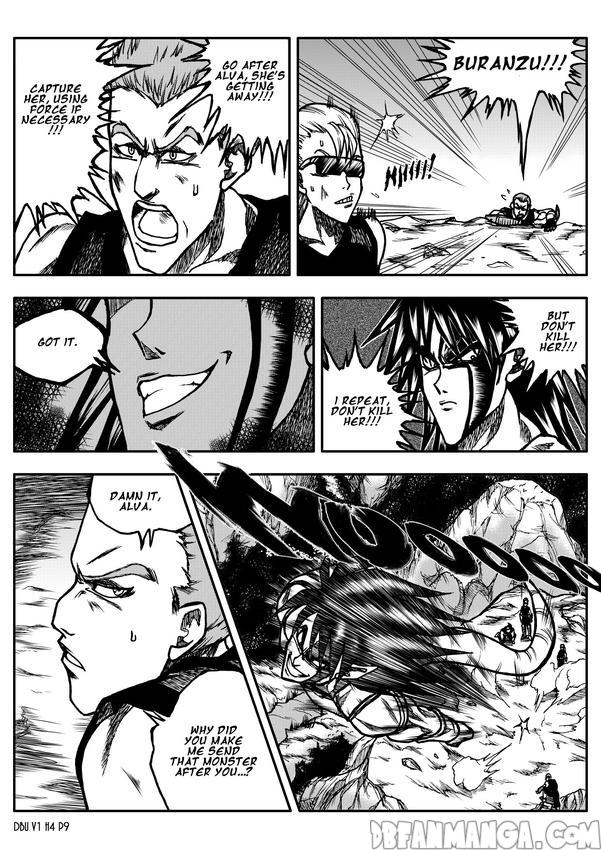 GO AFTER
ALVA, SHE'S
GETTING
AWAY!!!
CAPTURE
HER, USING
FORCE IF
NECESSARY
!!!
BURANZU!!!
GOT IT.
BUT
DON'T
KILL
HER!!!
I REPEAT,
DON'T KILL
HER!!!
DAMN IT,
ALVA.
WHY DID
YOU MAKE
ME SEND
THAT MONSTER
AFTER YOU...?
DBU V1 H4 P9
DBFANMANGA.COM